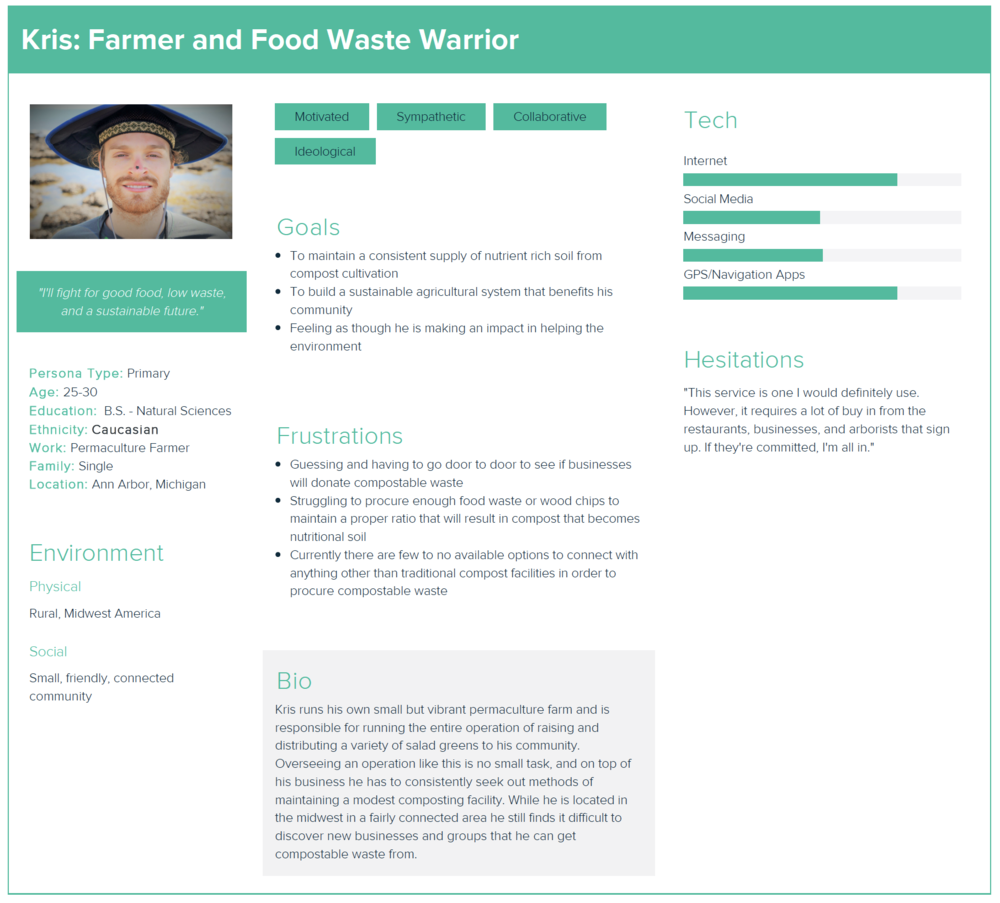 Kris: Farmer and Food Waste Warrior
"I'll fight for good food, low waste,
and a sustainable future."
Persona Type: Primary
Age: 25-30
Education: B.S. - Natural Sciences
Ethnicity: Caucasian
Work: Permaculture Farmer
Family: Single
Location: Ann Arbor, Michigan
Environment
Physical
Rural, Midwest America
Social
Small, friendly, connected
community
Motivated
Sympathetic
Collaborative
Ideological
Goals
• To maintain a consistent supply of nutrient rich soil from
compost cultivation
• To build a sustainable agricultural system that benefits his
community
• Feeling as though he is making an impact in helping the
environment
Frustrations
• Guessing and having to go door to door to see if businesses
will donate compostable waste
• Struggling to procure enough food waste or wood chips to
maintain a proper ratio that will result in compost that becomes
nutritional soil
• Currently there are few to no available options to connect with
anything other than traditional compost facilities in order to
procure compostable waste
Bio
Kris runs his own small but vibrant permaculture farm and is
responsible for running the entire operation of raising and
distributing a variety of salad greens to his community.
Overseeing an operation like this is no small task, and on top of
his business he has to consistently seek out methods of
maintaining a modest composting facility. While he is located in
the midwest in a fairly connected area he still finds it difficult to
discover new businesses and groups that he can get
compostable waste from.
Tech
Internet
Social Media
Messaging
GPS/Navigation Apps
Hesitations
"This service is one I would definitely use.
However, it requires a lot of buy in from the
restaurants, businesses, and arborists that sign
up. If they're committed, I'm all in."